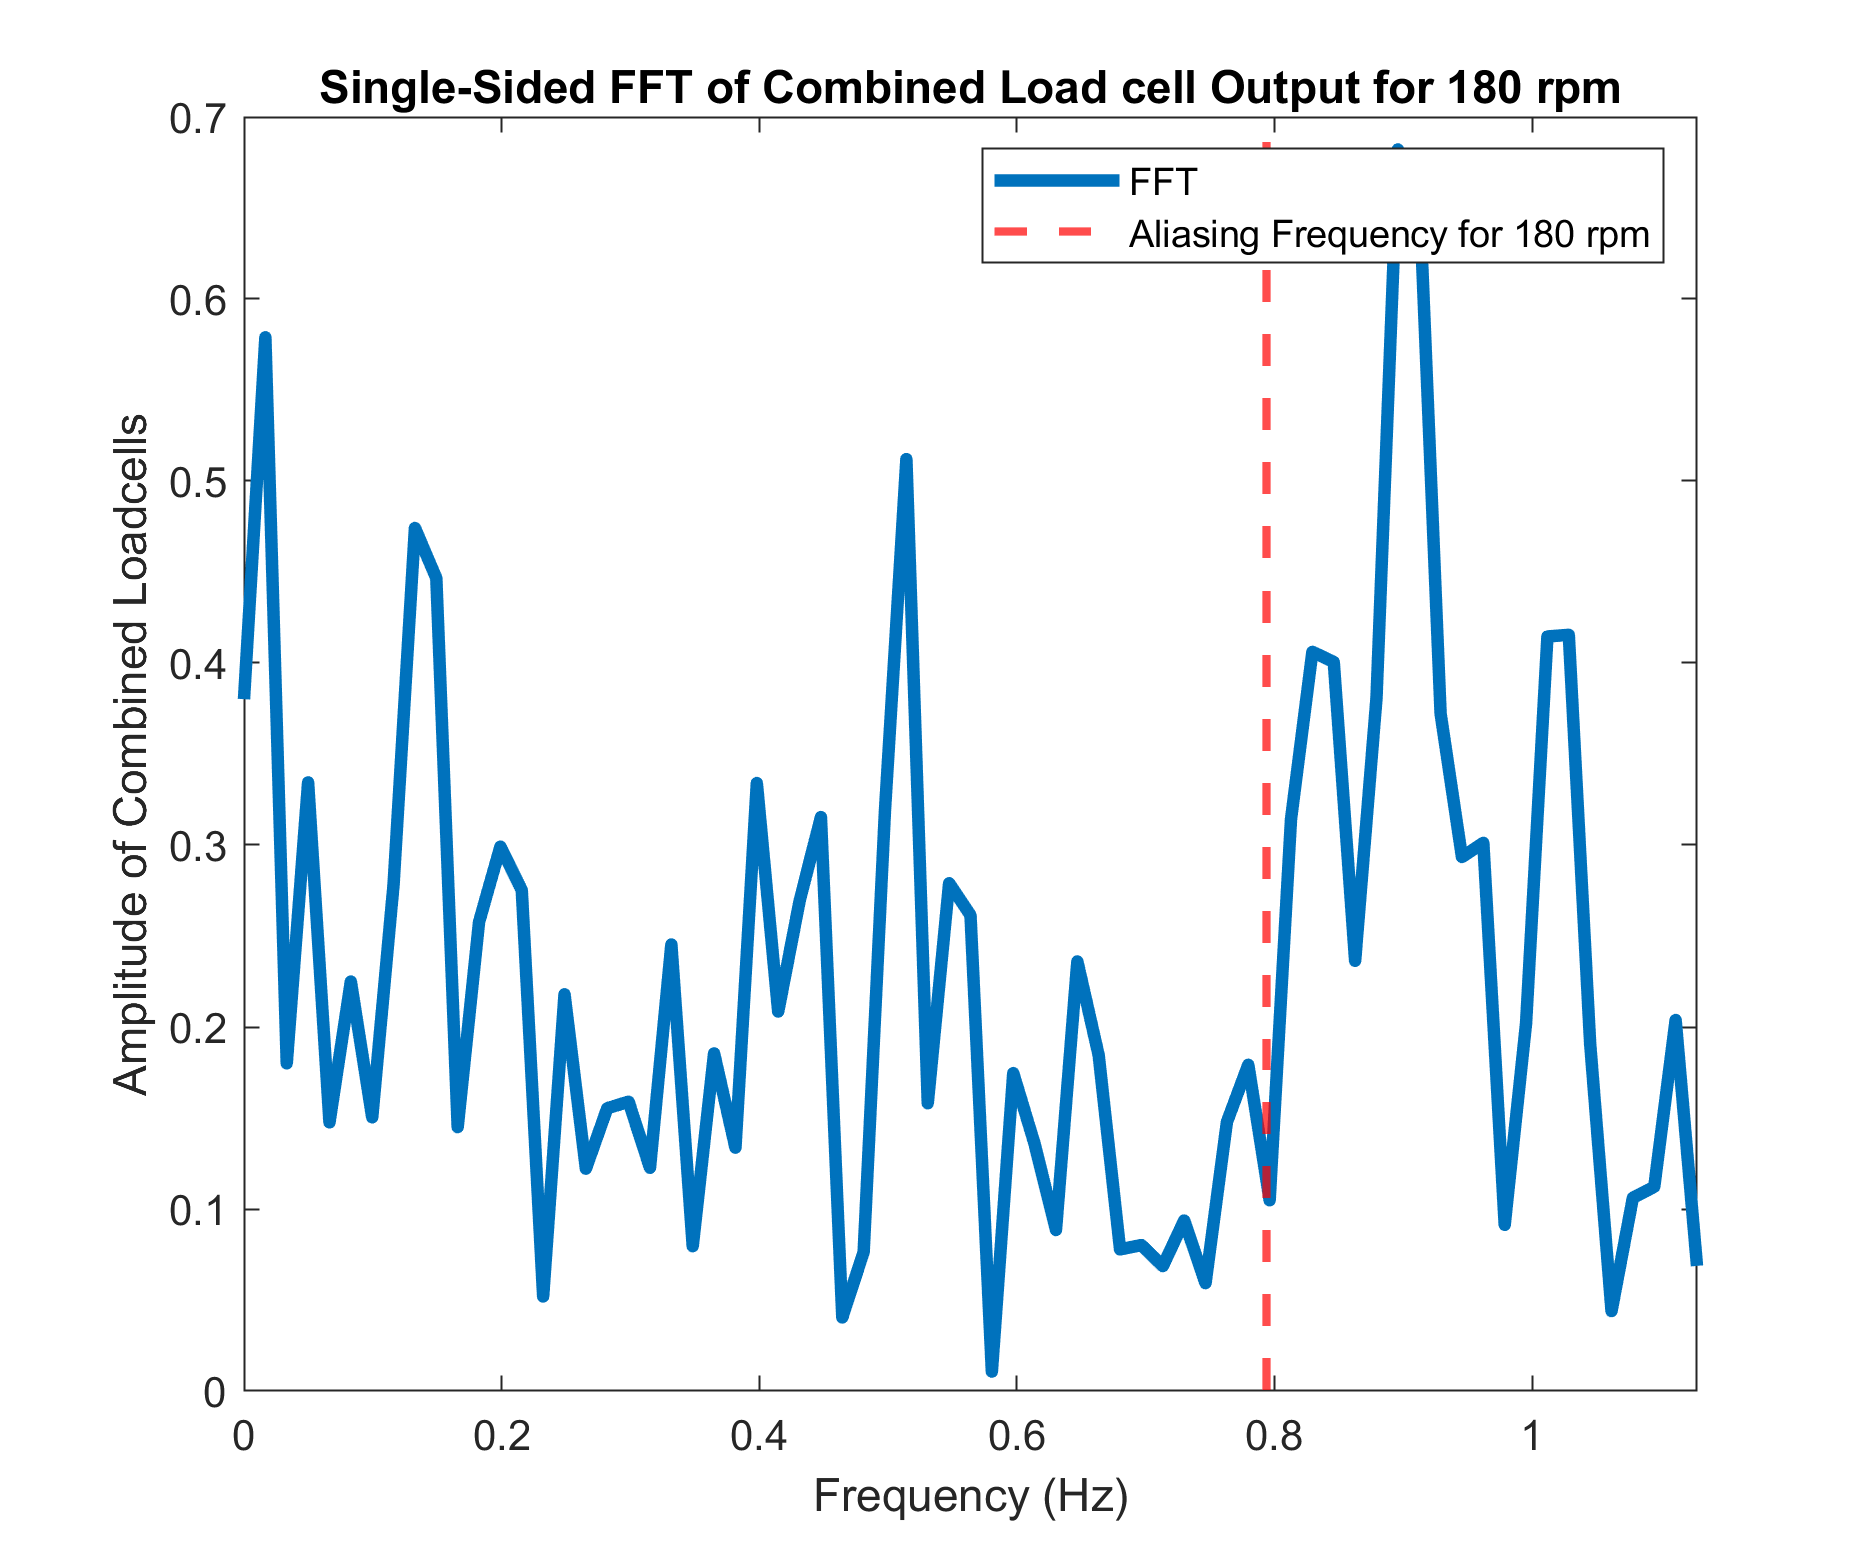 Single-Sided FFT of Combined Load cell Output for 180 rpm
FFT
Aliasing Frequency for 180 rpm
0.7
0.6
0.5
0.4
0.3
0.2
0.1
0
Amplitude of Combined Loadcells
0 0.2 0.4 0.6 0.8 1
Frequency (Hz)